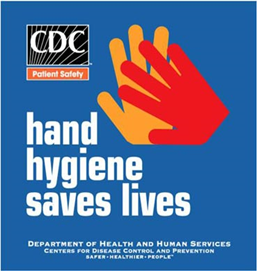 CDC
Patient Safety
hand
hygiene
saves lives
DEPARTMENT OF HEALTH AND HUMAN SERVICES
CENTERS FOR DISEASE CONTROL AND PREVENTION
SAFER • HEALTHIER • PEOPLE™